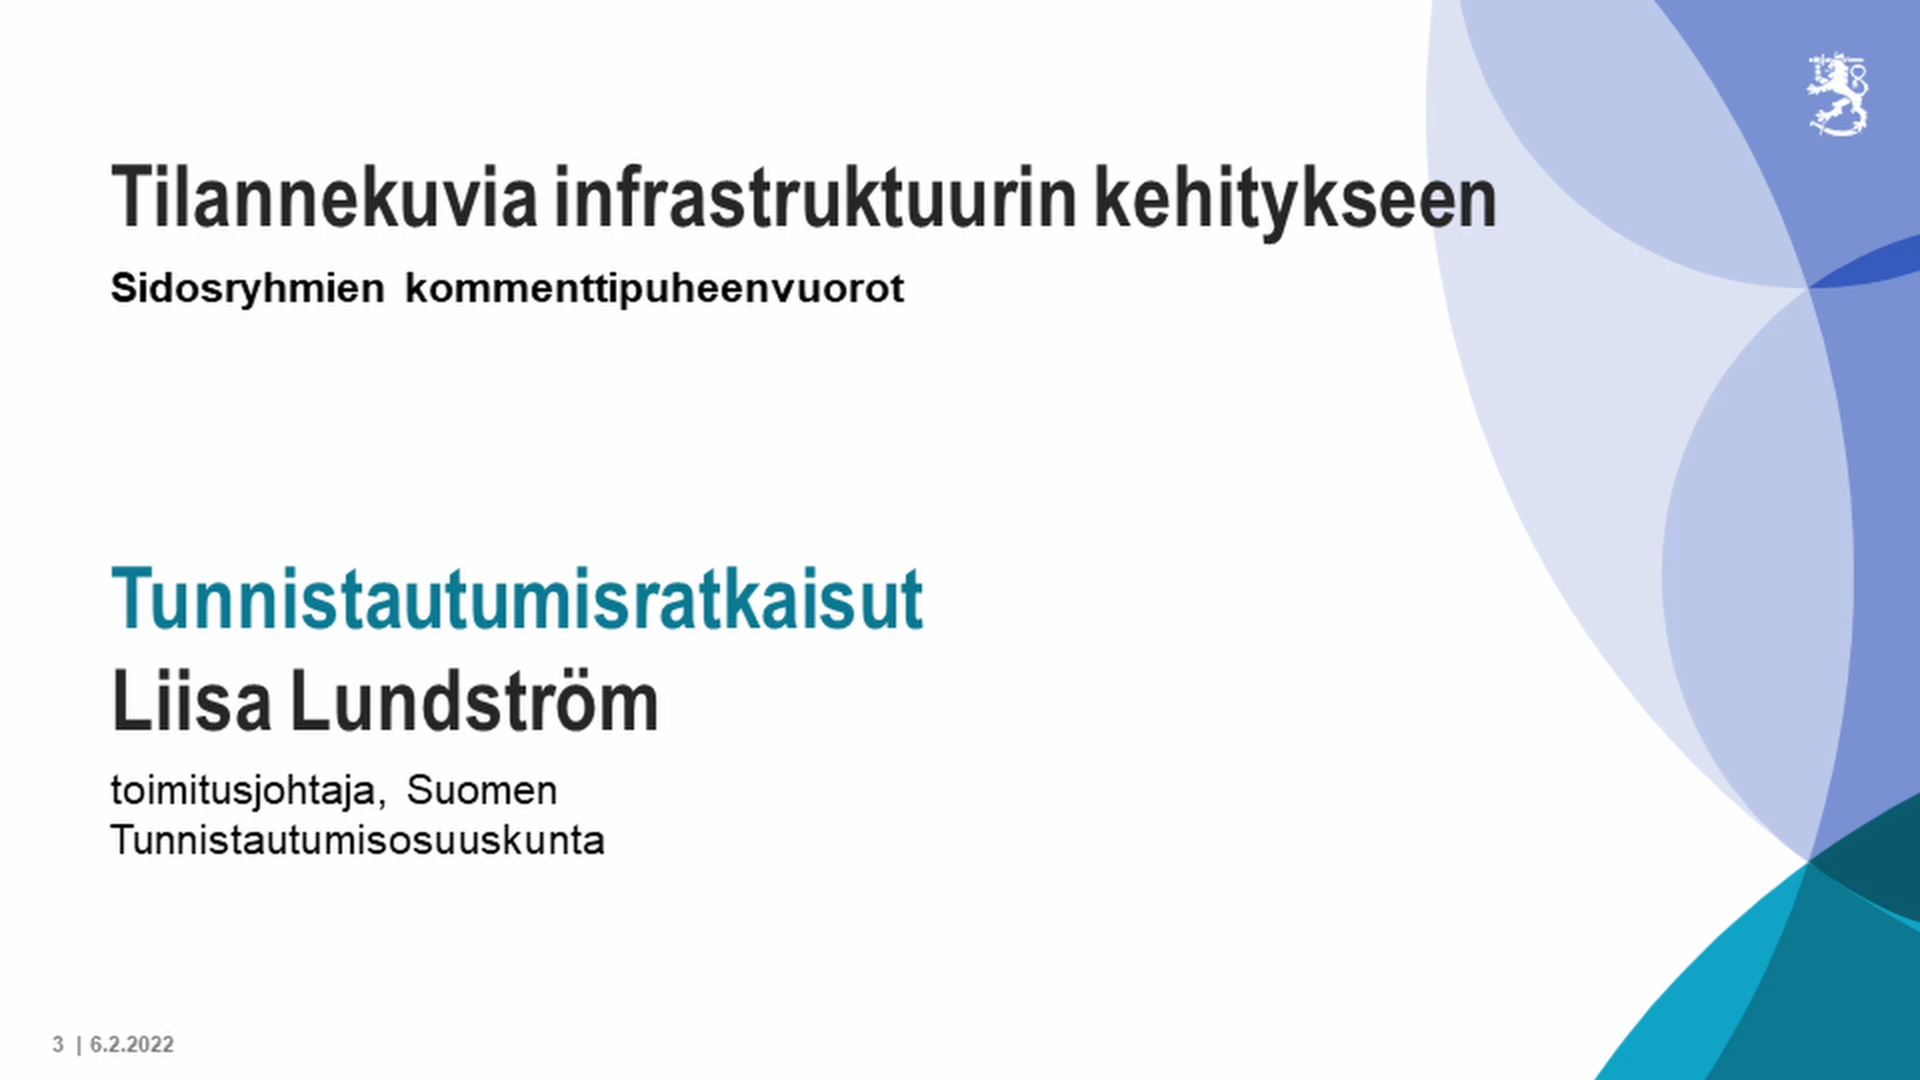 Tilannekuvia infrastruktuurin kehitykseen
Sidosryhmien kommenttipuheenvuorot
Tunnistautumisratkaisut
Liisa Lundström
toimitusjohtaja, Suomen
Tunnistautumisosuuskunta
3 | 6.2.2022